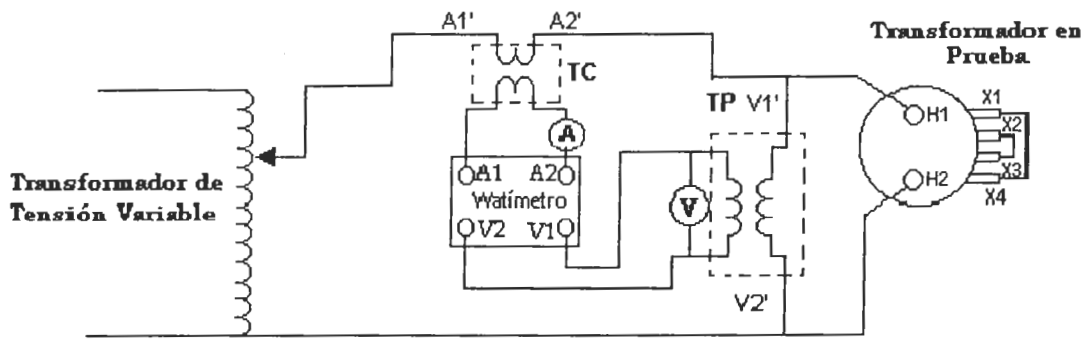 A1'
A2'
Transformador en
Prueba
TC
TP
V1'
A
H1
X1
X2
A1
A2
Watímetro
V2
V1
V
H2
X3
X4
Transformador de
Tensión Variable
V2'